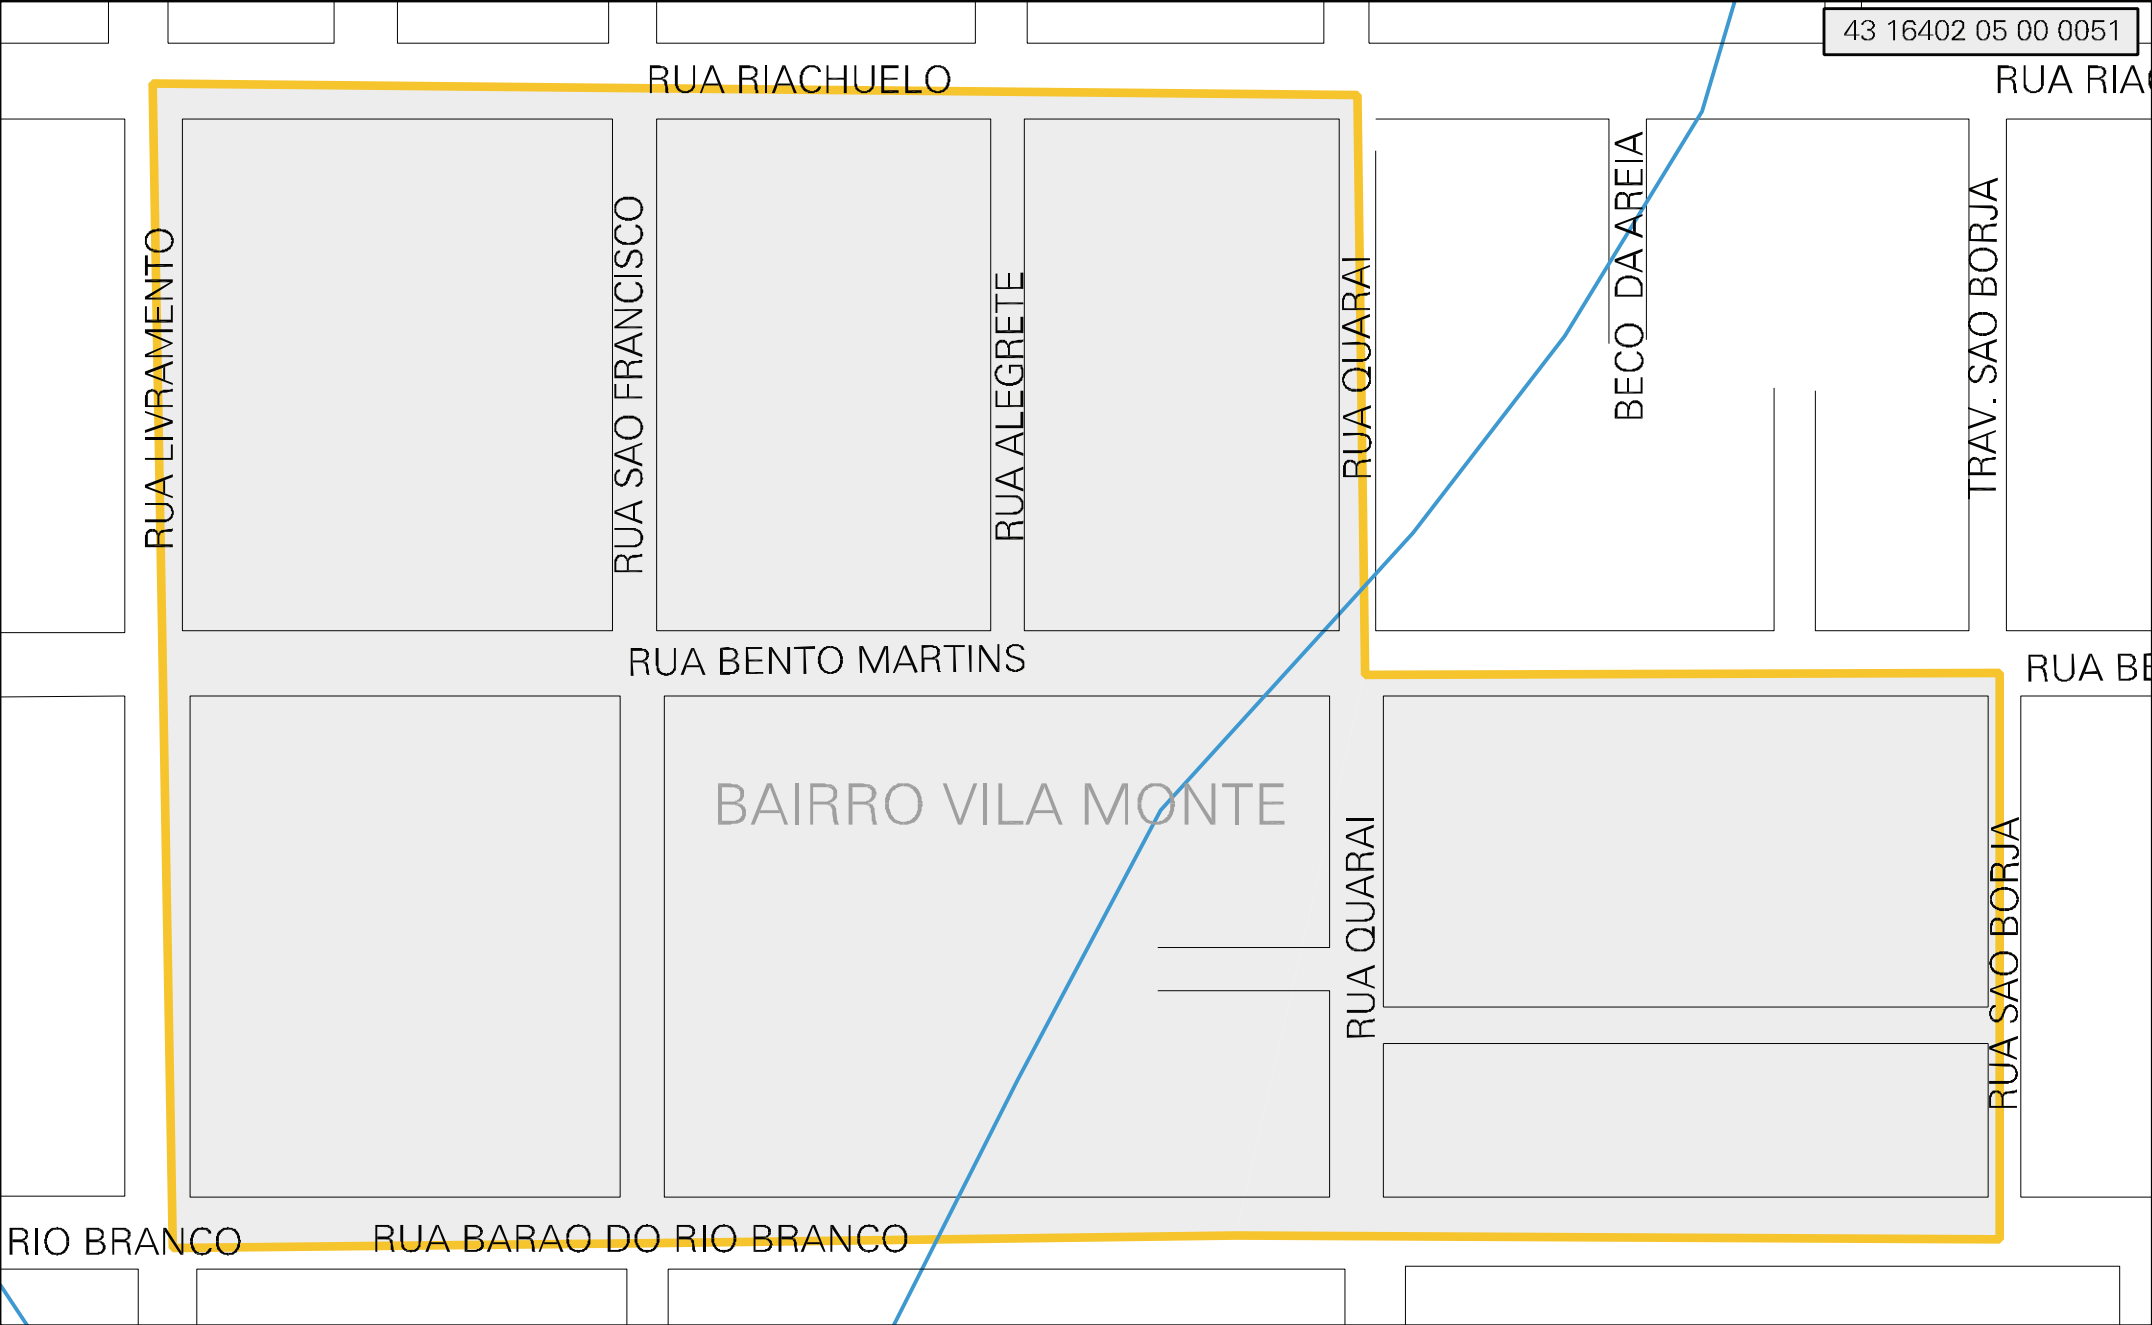 43 16402 05 00 0051
RUA RIACHUELO
RUA RIA
RUA LIVRAMENTO
RUA SAO FRANCISCO
RUA ALEGRETE
RUA QUARAI
BECO DA AREIA
TRAV. SAO BORJA
RUA BENTO MARTINS
RUA BE
BAIRRO VILA MONTE
RUA QUARAI
RUA SAO BORJA
RIO BRANCO
RUA BARAO DO RIO BRANCO